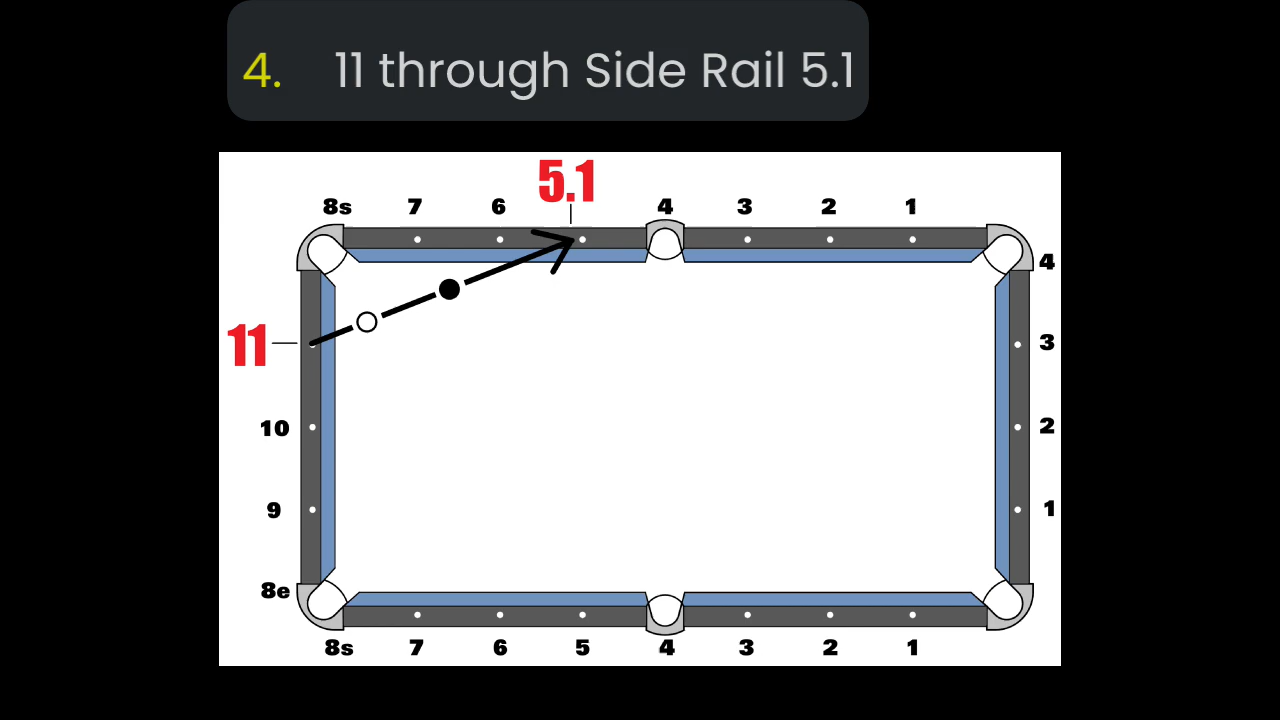 4. 11 through Side Rail 5.1
5.1
8s 7 6 4 3 2 1
4
11 3
10 2
9 1
8e
8s 7 6 5 4 3 2 1